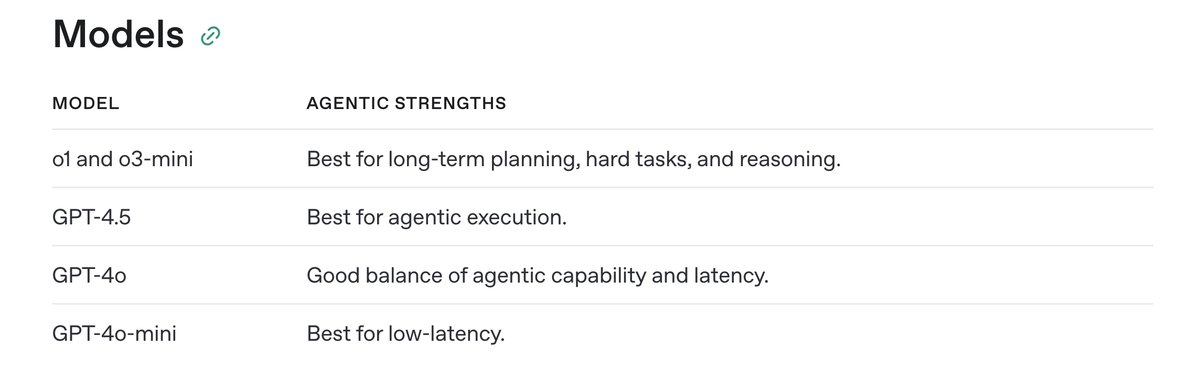 Models
MODEL AGENTIC STRENGTHS
o1 and o3-mini Best for long-term planning, hard tasks, and reasoning.
GPT-4.5 Best for agentic execution.
GPT-4o Good balance of agentic capability and latency.
GPT-4o-mini Best for low-latency.